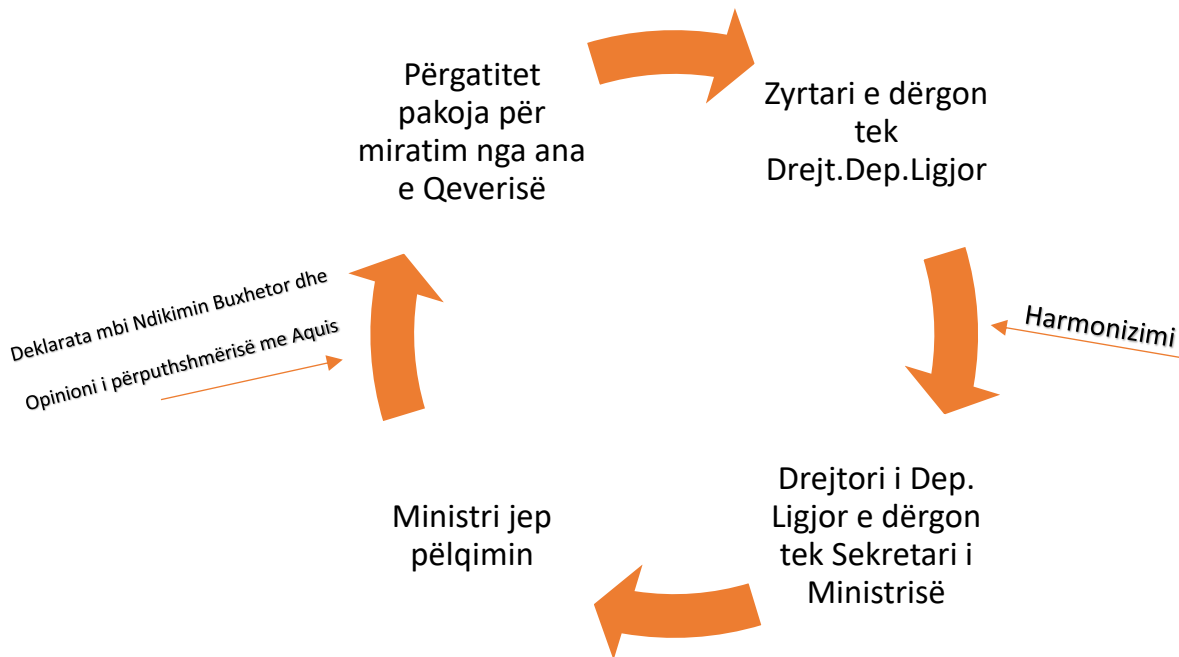 Përgatitet
pakoja për
miratim nga ana
e Qeverisë
Zyrtari e dërgon
tek
Drejt.Dep.Ligjor
Harmonizimi
Drejtori i Dep.
Ligjor e dërgon
tek Sekretari i
Ministrisë
Ministri jep
pëlqimin
Deklarata mbi Ndikimin Buxhetor dhe
Opinioni i përputhshmërisë me Aquis